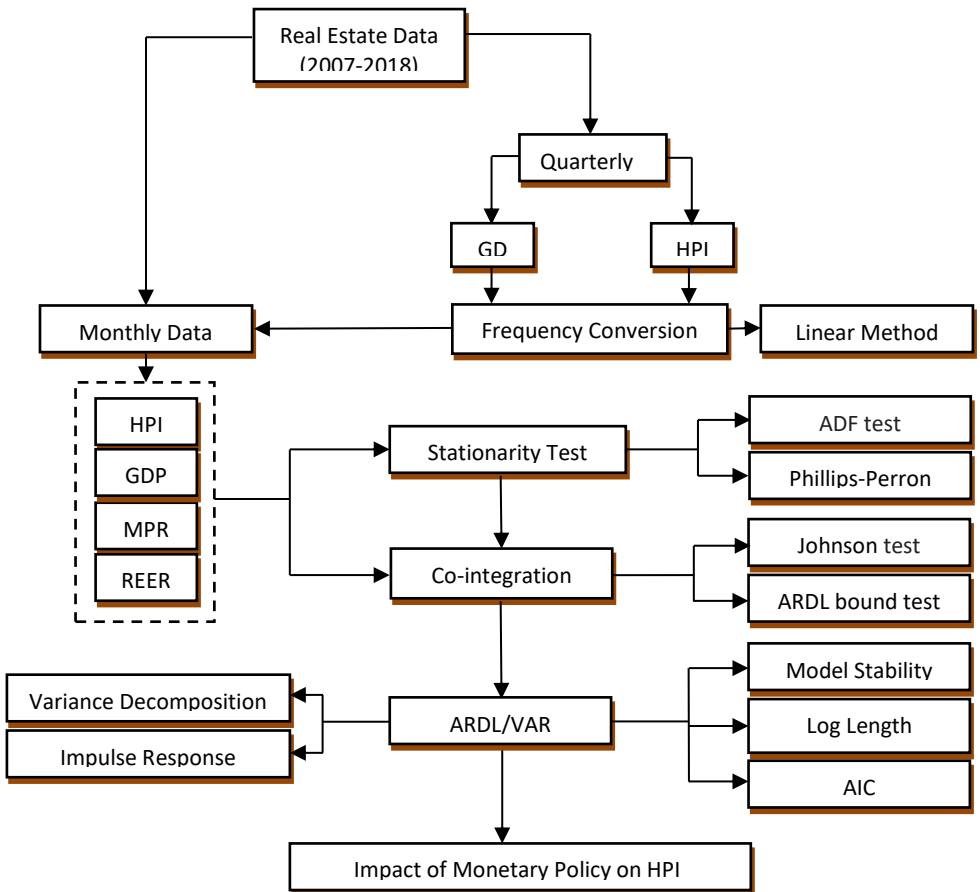 Real Estate Data
(2007-2018)
Quarterly
GD
HPI
Monthly Data
Frequency Conversion
Linear Method
HPI
GDP
MPR
REER
Stationarity Test
ADF test
Phillips-Perron
Co-integration
Johnson test
ARDL bound test
Variance Decomposition
Impulse Response
ARDL/VAR
Model Stability
Log Length
AIC
Impact of Monetary Policy on HPI